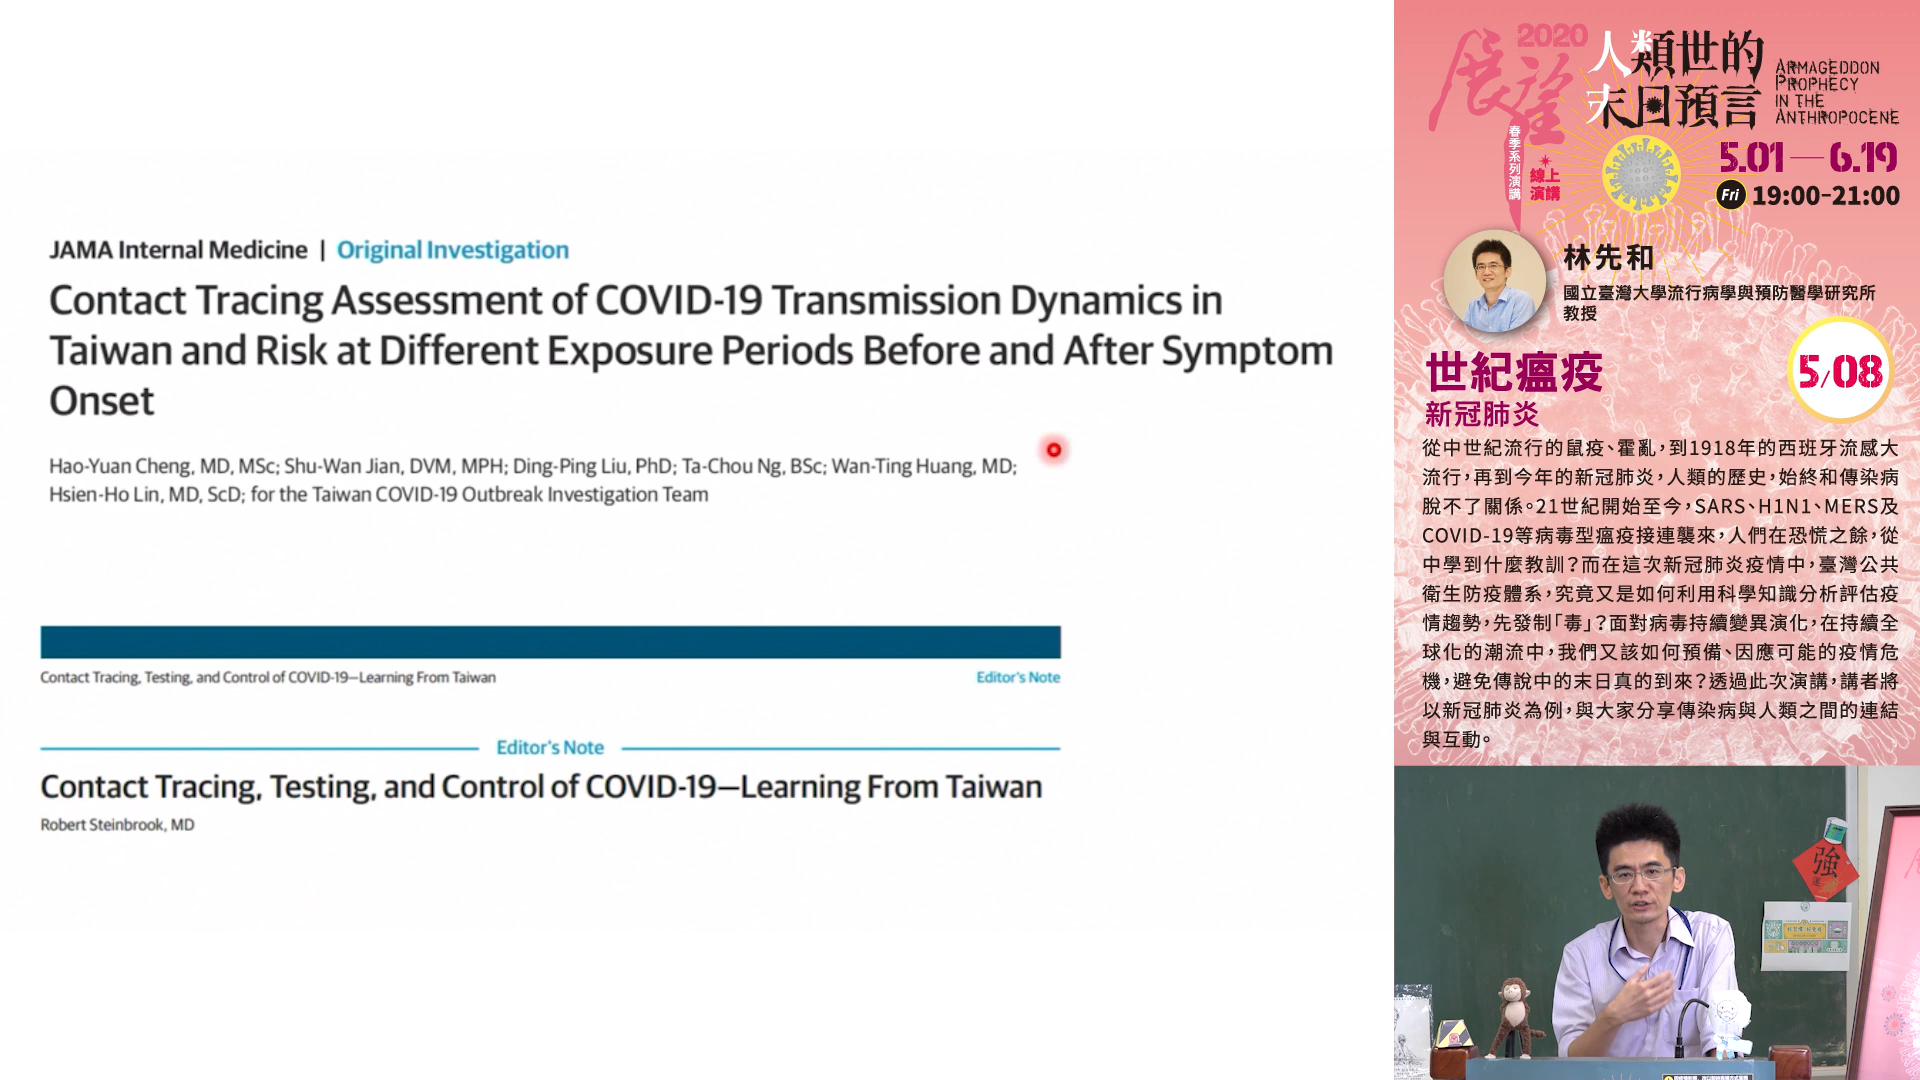 JAMA Internal Medicine | Original Investigation
Contact Tracing Assessment of COVID-19 Transmission Dynamics in
Taiwan and Risk at Different Exposure Periods Before and After Symptom
Onset
Hao-Yuan Cheng, MD, MSc; Shu-Wan Jian, DVM, MPH; Ding-Ping Liu, PhD; Ta-Chou Ng, BSc; Wan-Ting Huang, MD;
Hsien-Ho Lin, MD, ScD; for the Taiwan COVID-19 Outbreak Investigation Team
Contact Tracing, Testing, and Control of COVID-19—Learning From Taiwan
Editor's Note
Editor's Note
Contact Tracing, Testing, and Control of COVID-19—Learning From Taiwan
Robert Steinbrook, MD
2020
展望
春季系列演講
線上
演講
人類世的
末日預言
ARMAGEDDON
PROPHECY
IN THE
ANTHROPOCENE
5.01—6.19
Fri 19:00-21:00
林先和
國立臺灣大學流行病學與預防醫學研究所
教授
世紀瘟疫
5/08
新冠肺炎
從中世紀流行的鼠疫、霍亂，到1918年的西班牙流感大
流行，再到今年的新冠肺炎，人類的歷史，始終和傳染病
脫不了關係。21世紀開始至今，SARS、H1N1、MERS及
COVID-19等病毒型瘟疫接連襲來，人們在恐慌之餘，從
中學到什麼教訓？而在這次新冠肺炎疫情中，臺灣公共
衛生防疫體系，究竟又是如何利用科學知識分析評估疫
情趨勢，先發制「毒」？面對病毒持續變異演化，在持續全
球化的潮流中，我們又該如何預備、因應可能的疫情危
機，避免傳說中的末日真的到來？透過此次演講，講者將
以新冠肺炎為例，與大家分享傳染病與人類之間的連結
與互動。
強